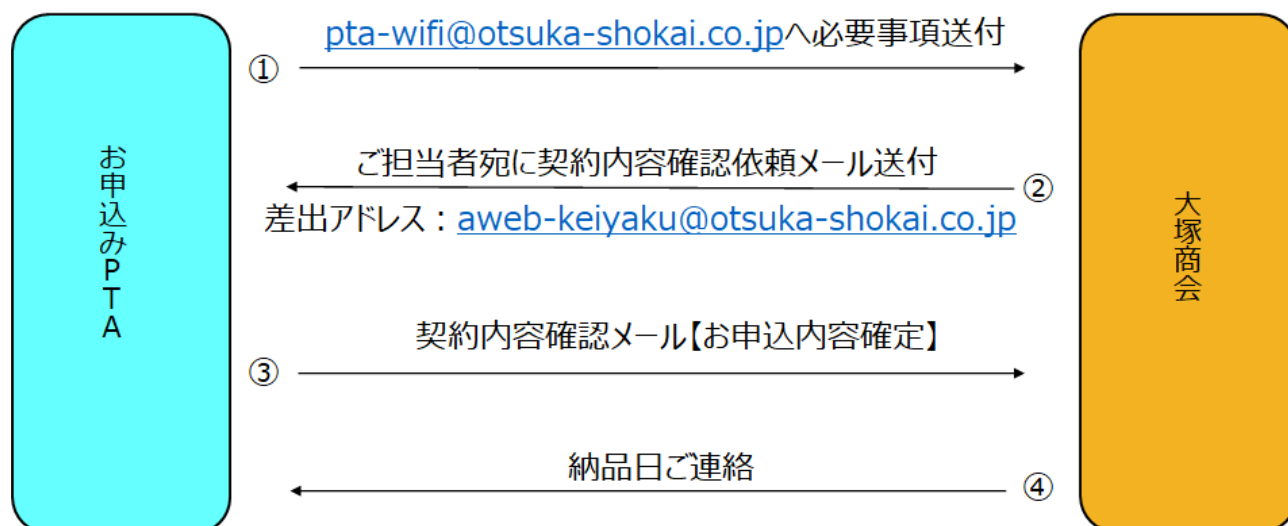 pta-wifi@otsuka-shokai.co.jpへ必要事項送付
①
ご担当者宛に契約内容確認依頼メール送付
②
差出アドレス：aweb-keiyaku@otsuka-shokai.co.jp
お申込みPTA
大塚商会
契約内容確認メール【お申込内容確定】
③
納品日ご連絡
④